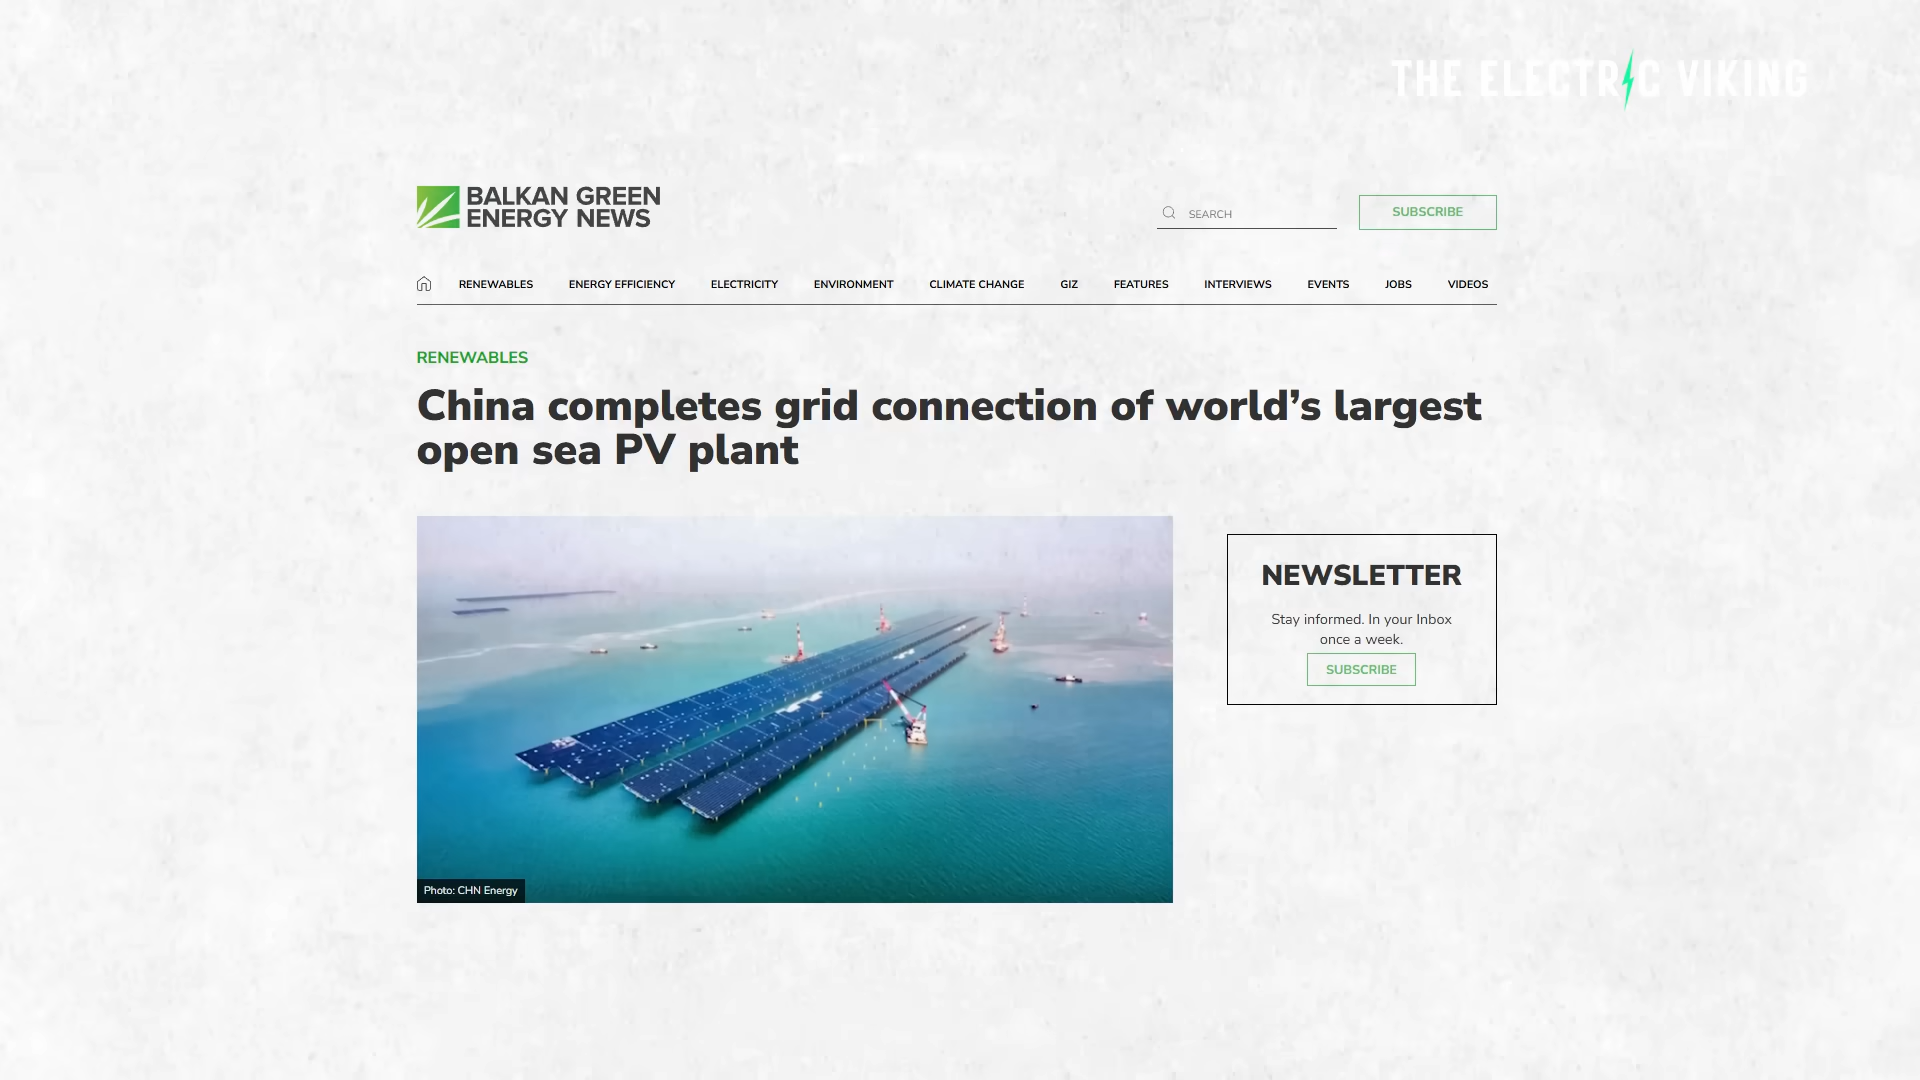 THE ELECTRIC VIKING
BALKAN GREEN
ENERGY NEWS
SEARCH
SUBSCRIBE
RENEWABLES
ENERGY EFFICIENCY
ELECTRICITY
ENVIRONMENT
CLIMATE CHANGE
GIZ
FEATURES
INTERVIEWS
EVENTS
JOBS
VIDEOS
RENEWABLES
China completes grid connection of world’s largest
open sea PV plant
Photo: CHN Energy
NEWSLETTER
Stay informed. In your Inbox
once a week.
SUBSCRIBE